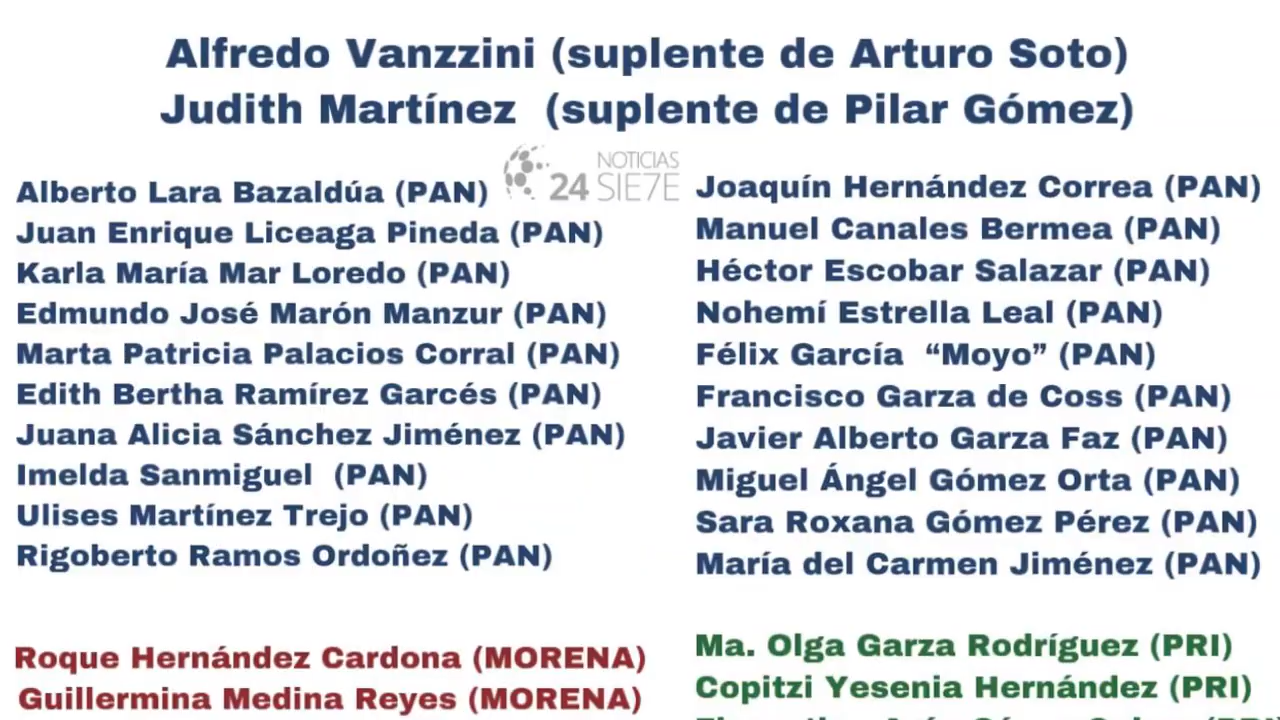 Alfredo Vanzzini (suplente de Arturo Soto)
Judith Martínez (suplente de Pilar Gómez)
NOTICIAS
24 SIE7E
Alberto Lara Bazaldúa (PAN)
Juan Enrique Liceaga Pineda (PAN)
Karla María Mar Loredo (PAN)
Edmundo José Marón Manzur (PAN)
Marta Patricia Palacios Corral (PAN)
Edith Bertha Ramírez Garcés (PAN)
Juana Alicia Sánchez Jiménez (PAN)
Imelda Sanmiguel (PAN)
Ulises Martínez Trejo (PAN)
Rigoberto Ramos Ordoñez (PAN)
Joaquín Hernández Correa (PAN)
Manuel Canales Bermea (PAN)
Héctor Escobar Salazar (PAN)
Nohemí Estrella Leal (PAN)
Félix García “Moyo” (PAN)
Francisco Garza de Coss (PAN)
Javier Alberto Garza Faz (PAN)
Miguel Ángel Gómez Orta (PAN)
Sara Roxana Gómez Pérez (PAN)
María del Carmen Jiménez (PAN)
Roque Hernández Cardona (MORENA)
Guillermina Medina Reyes (MORENA)
Ma. Olga Garza Rodríguez (PRI)
Copitzi Yesenia Hernández (PRI)